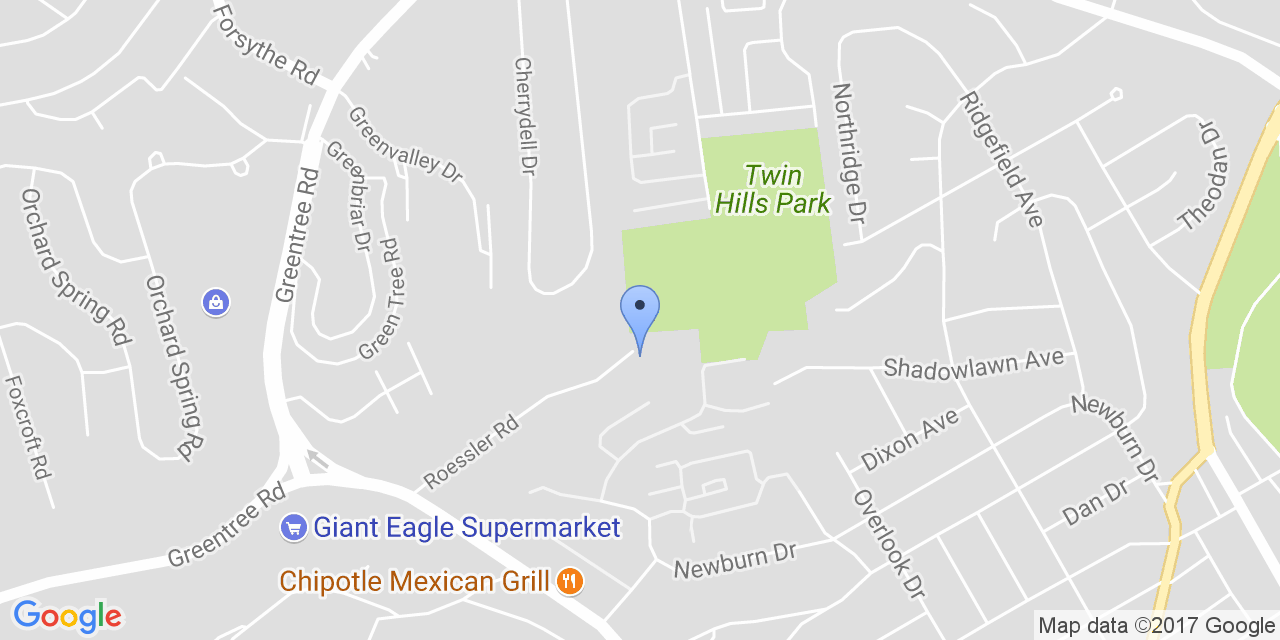 Forsythe Rd
Cherrydell Dr
Northridge Dr
Ridgefield Ave
Theodan Dr
Greenvalley Dr
Greenbriar Dr
Greentree Rd
Twin
Hills Park
Orchard Spring Rd
Orchard Spring Rd
Green Tree Rd
Foxcroft Rd
Shadowlawn Ave
Roessler Rd
Dixon Ave
Newburn Dr
Dan Dr
Greentree Rd
Giant Eagle Supermarket
Overlook Dr
Newburn Dr
Chipotle Mexican Grill
Google
Map data ©2017 Google